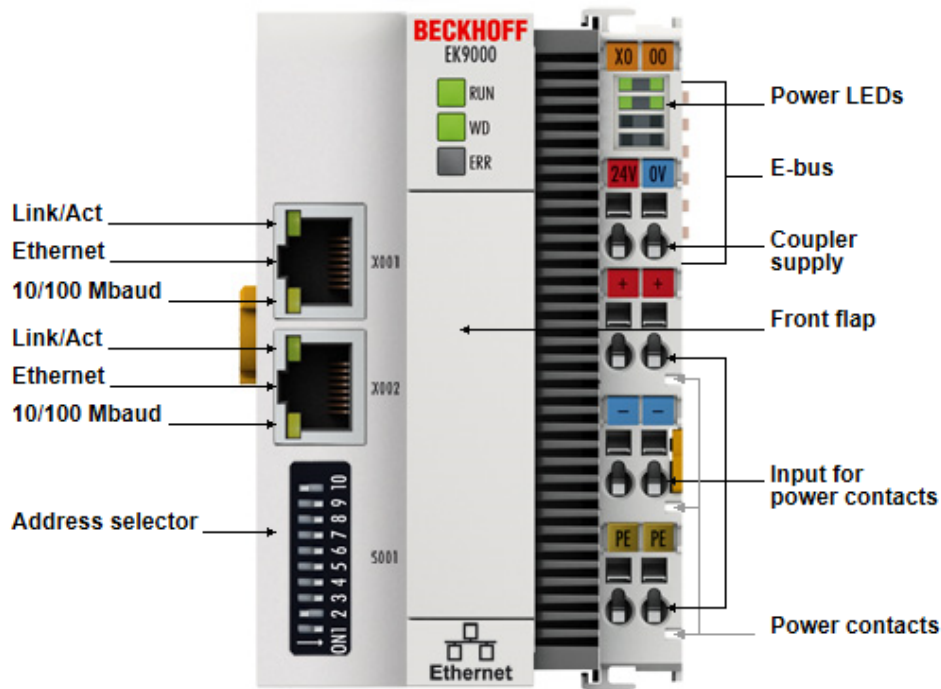 BECKHOFF
EK9000
RUN
WD
ERR
X0 00
24V 0V
+ +
- -
PE PE
Power LEDs
E-bus
Coupler
supply
Front flap
Input for
power contacts
Power contacts
Link/Act
Ethernet
10/100 Mbaud
X001
Link/Act
Ethernet
10/100 Mbaud
X002
Address selector
ON 1 2 3 4 5 6 7 8 9 10
S001
Ethernet